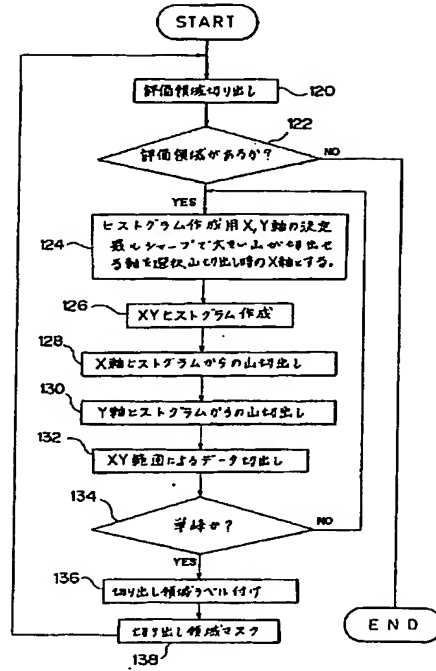 START
評価領域切り出し
120
122
評価領域があるか?
NO
YES
124
ヒストグラム作成用X,Y軸の決定
最もシャープで大きい山が切出せ
る軸を選択,山切出し時のX軸とする。
126
XYヒストグラム作成
128
X軸ヒストグラムからの山切出し
130
Y軸ヒストグラムからの山切出し
132
XY範囲によるデータ切出し
134
単峰か?
NO
YES
136
切り出し領域ラベル付け
切り出し領域マスク
138
END